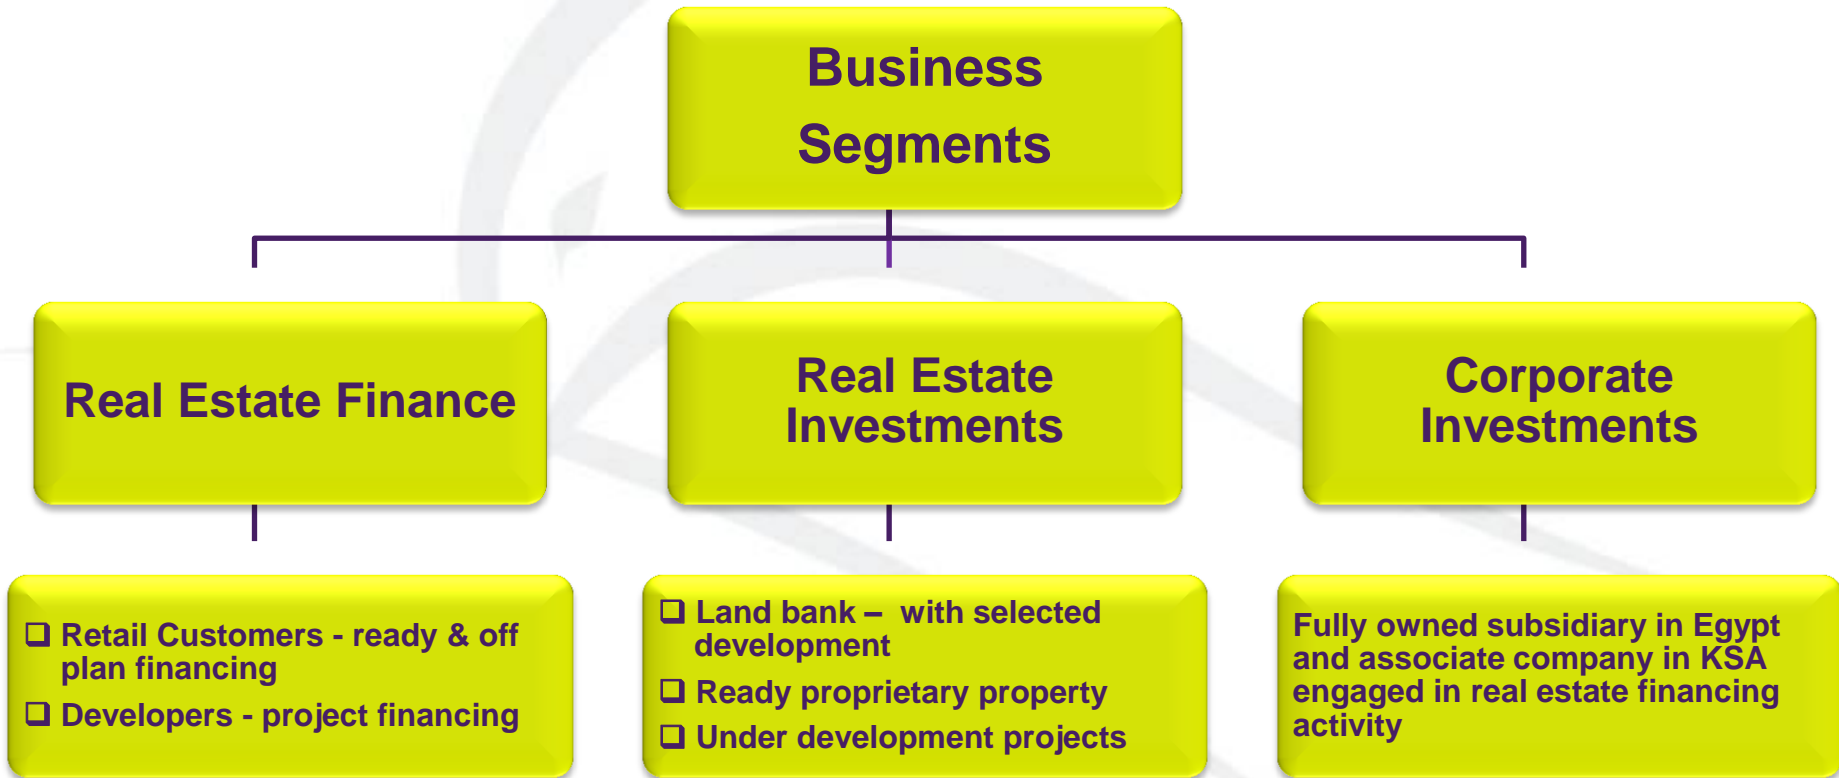 Business
Segments
Real Estate Finance
Real Estate
Investments
Corporate
Investments
❑ Retail Customers - ready & off
plan financing
❑ Developers - project financing
❑ Land bank – with selected
development
❑ Ready proprietary property
❑ Under development projects
Fully owned subsidiary in Egypt
and associate company in KSA
engaged in real estate financing
activity